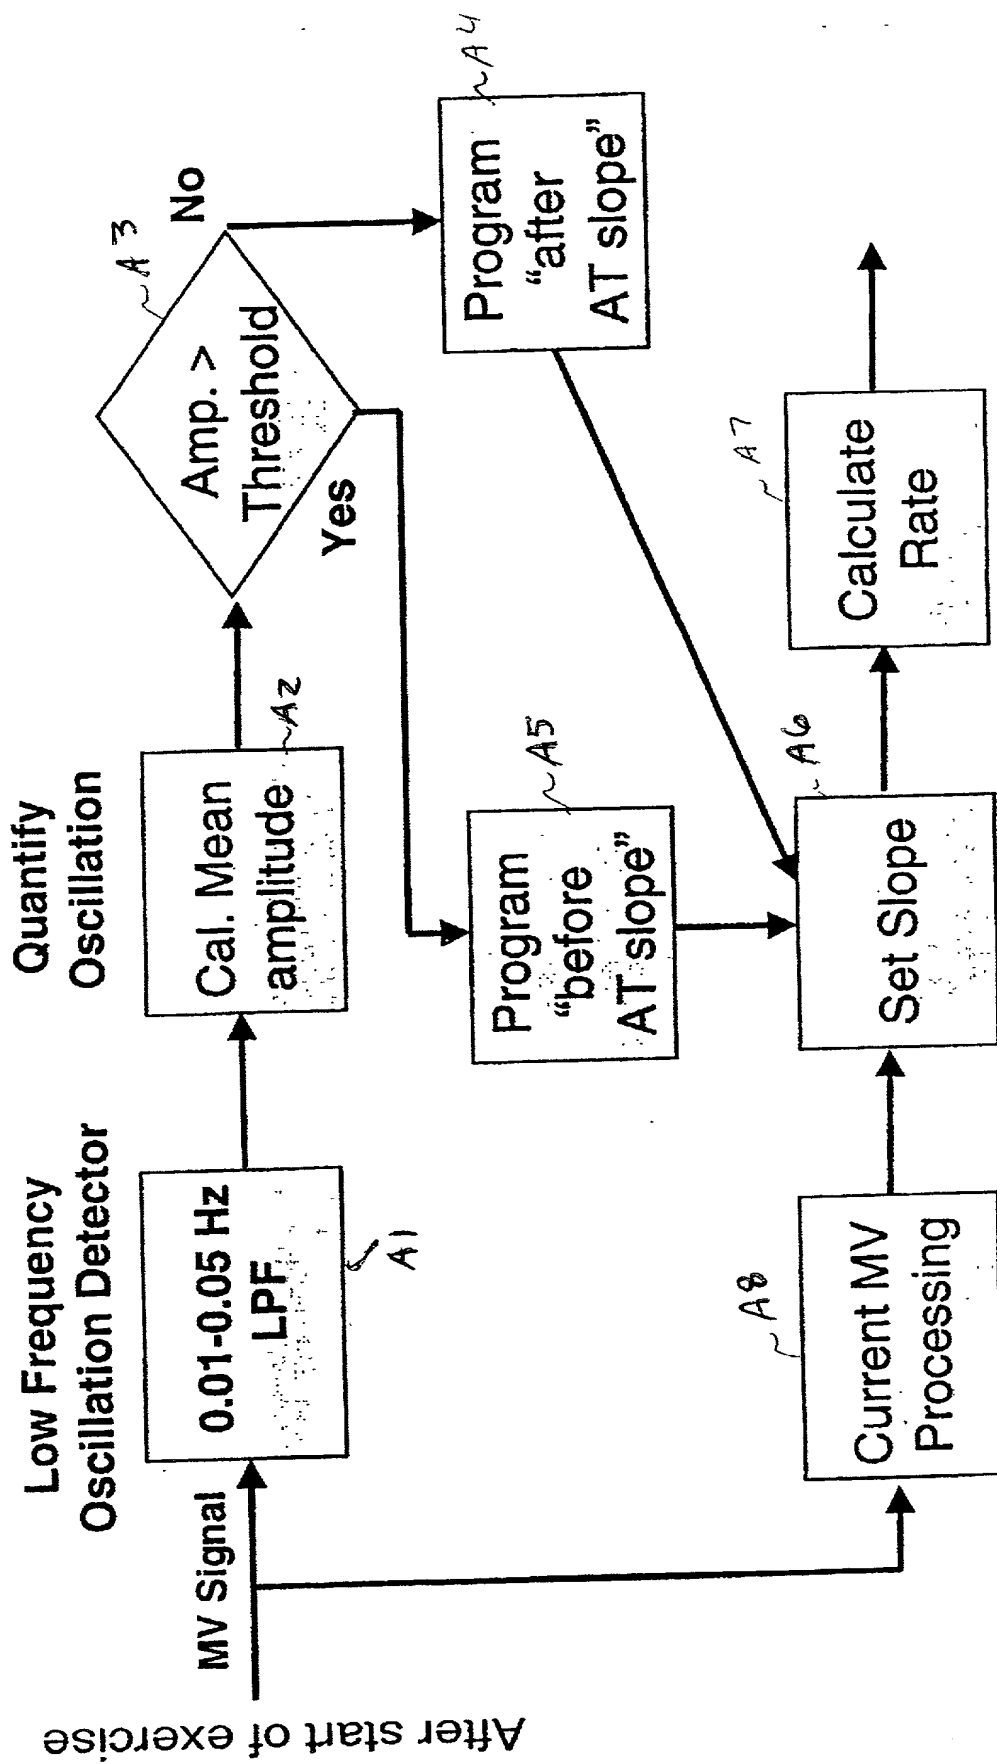 After start of exercise
MV Signal
Low Frequency
Oscillation Detector
0.01-0.05 Hz
LPF
A1
Quantify
Oscillation
Cal. Mean
amplitude
A2
Amp. >
Threshold
A3
No
Yes
Program
“after
AT slope”
A4
Program
“before
AT slope”
A5
Current MV
Processing
A8
Set Slope
A6
Calculate
Rate
A7